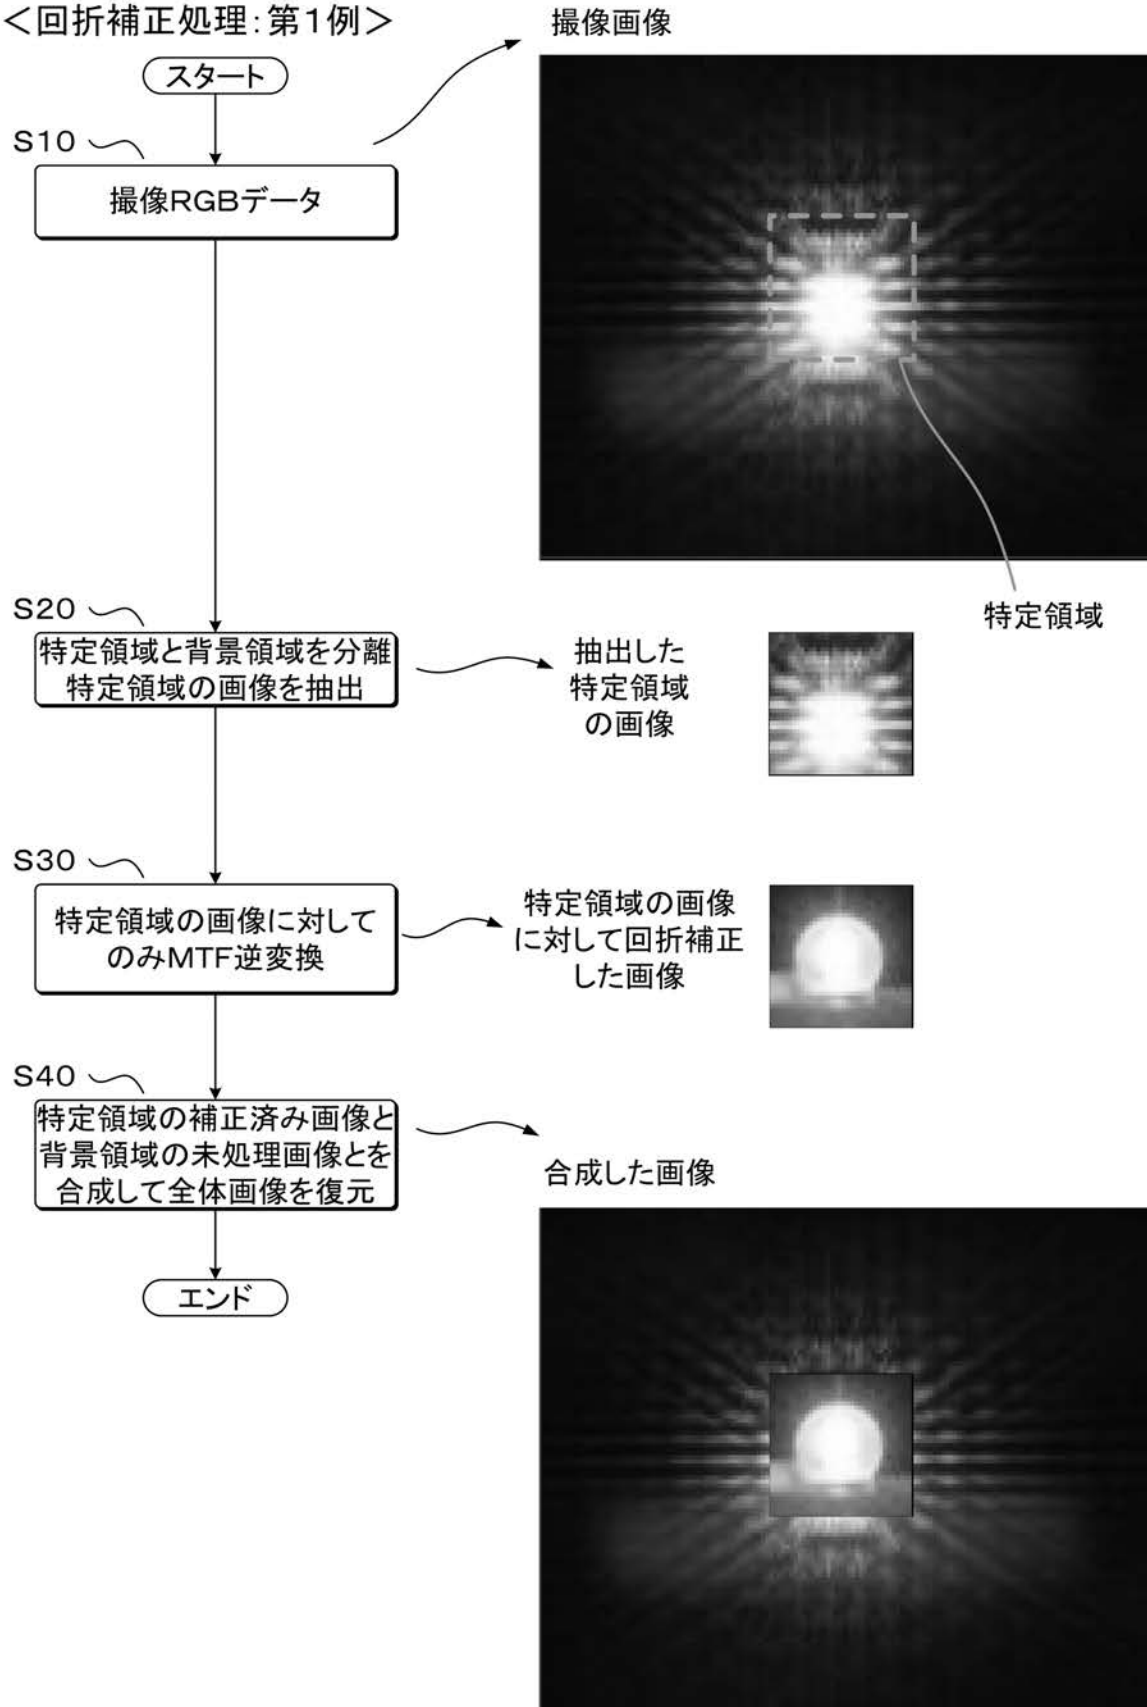 <回折補正処理:第1例>
撮像画像
スタート
S10
撮像RGBデータ
特定領域
S20
特定領域と背景領域を分離
特定領域の画像を抽出
抽出した
特定領域
の画像
S30
特定領域の画像に対して
のみMTF逆変換
特定領域の画像
に対して回折補正
した画像
S40
特定領域の補正済み画像と
背景領域の未処理画像とを
合成して全体画像を復元
合成した画像
エンド